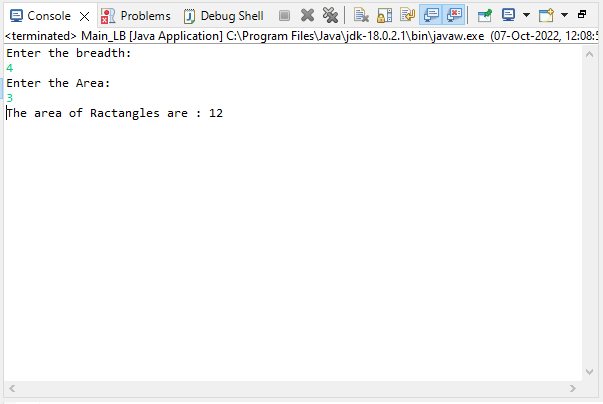 Console Problems Debug Shell
<terminated> Main_LB [Java Application] C:\Program Files\Java\jdk-18.0.2.1\bin\javaw.exe (07-Oct-2022, 12:08:5
Enter the breadth:
4
Enter the Area:
3
The area of Ractangles are : 12